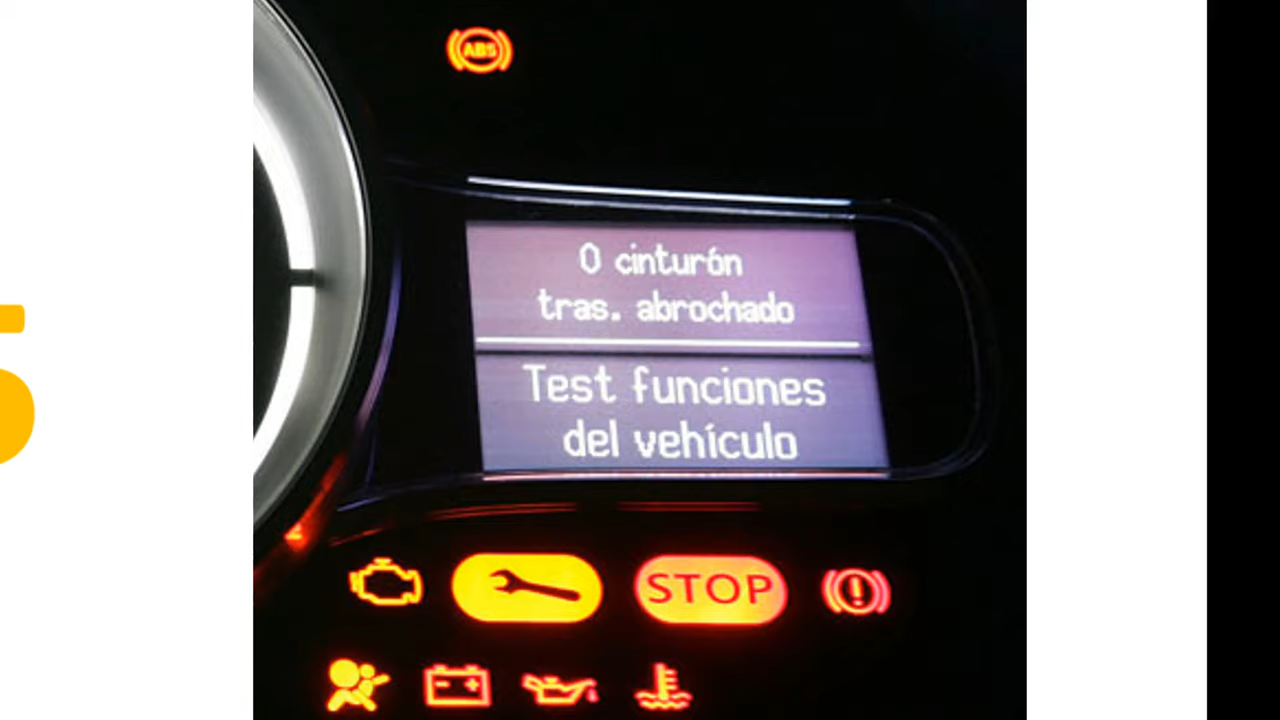 ABS
0 cinturón
tras. abrochado
Test funciones
del vehículo
STOP